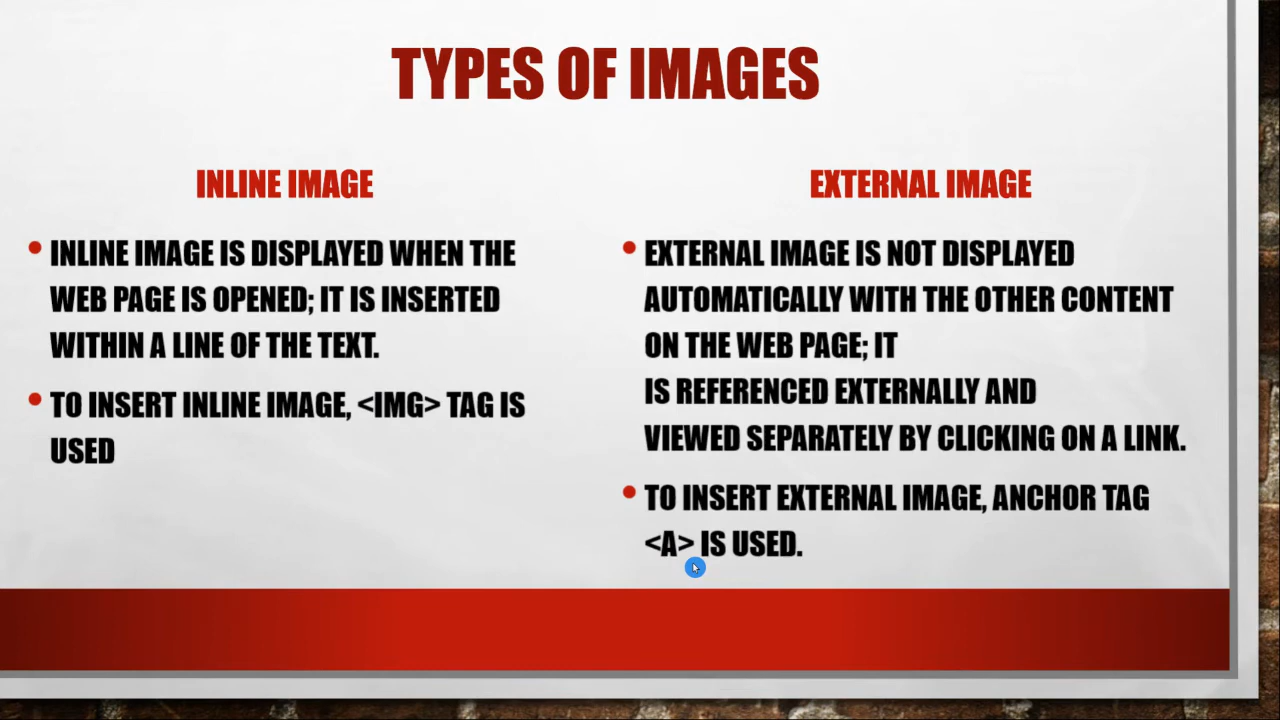 TYPES OF IMAGES
INLINE IMAGE
• INLINE IMAGE IS DISPLAYED WHEN THE
WEB PAGE IS OPENED; IT IS INSERTED
WITHIN A LINE OF THE TEXT.
• TO INSERT INLINE IMAGE, <IMG> TAG IS
USED
EXTERNAL IMAGE
• EXTERNAL IMAGE IS NOT DISPLAYED
AUTOMATICALLY WITH THE OTHER CONTENT
ON THE WEB PAGE; IT
IS REFERENCED EXTERNALLY AND
VIEWED SEPARATELY BY CLICKING ON A LINK.
• TO INSERT EXTERNAL IMAGE, ANCHOR TAG
<A> IS USED.